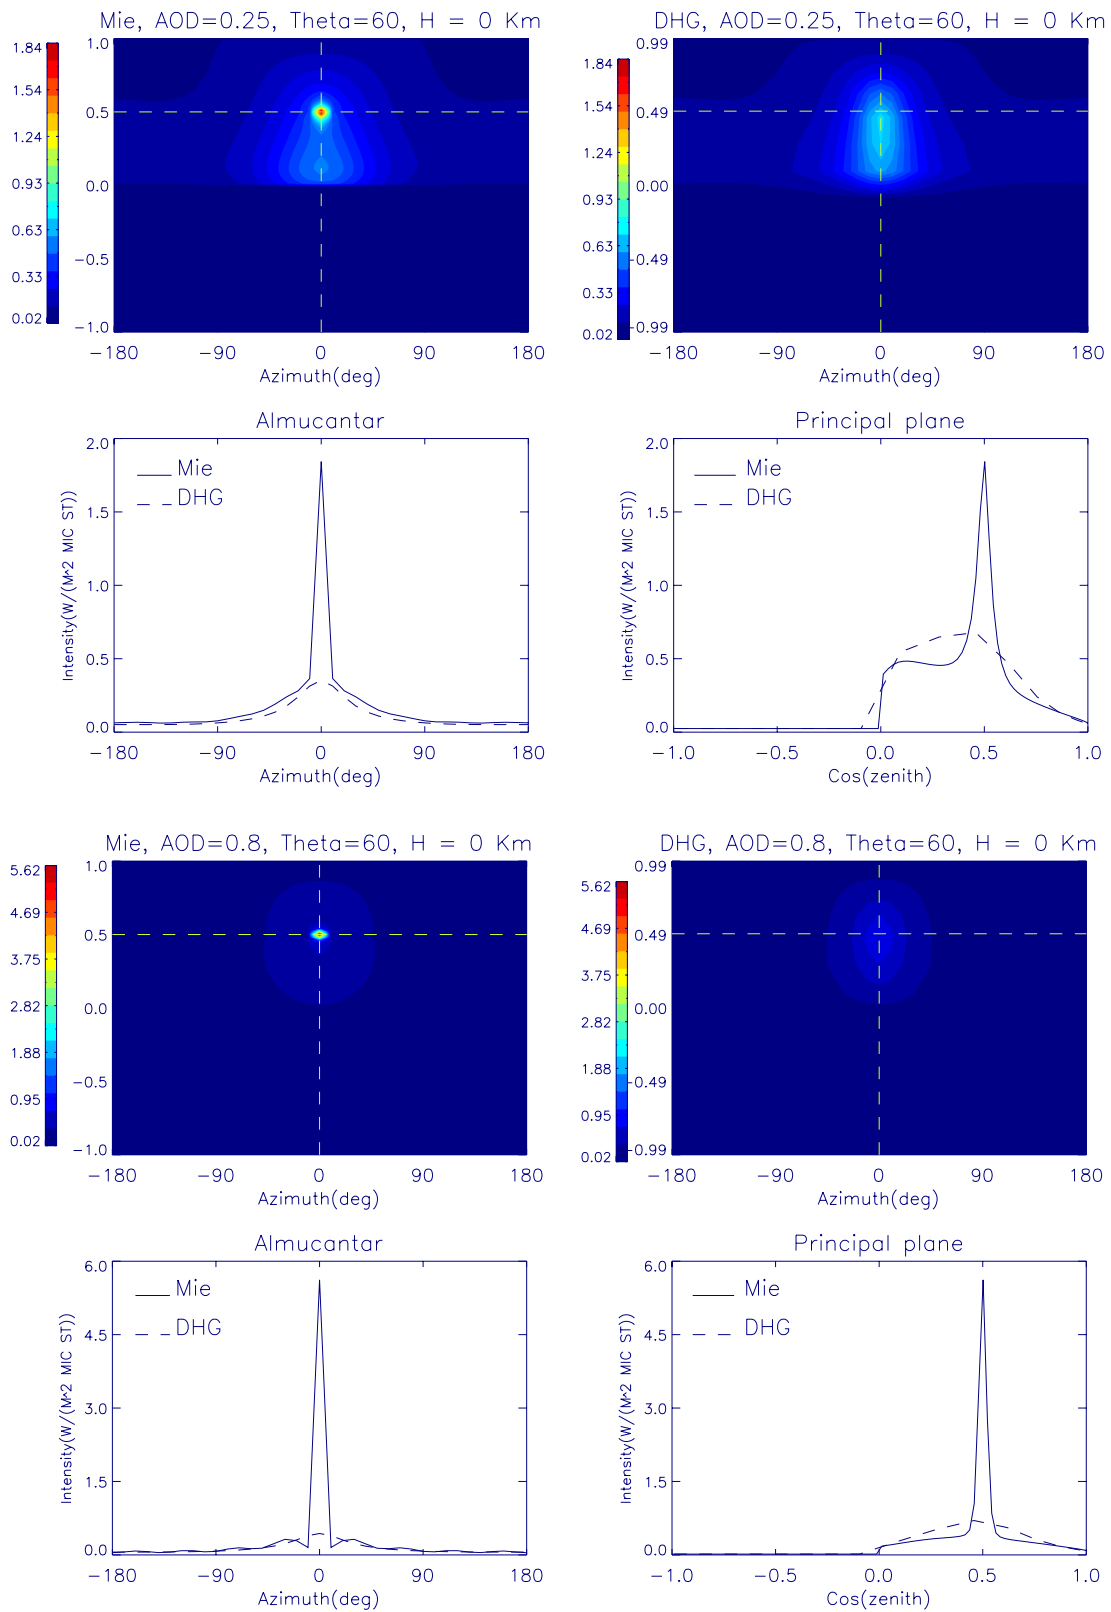 Mie, AOD=0.25, Theta=60, H = 0 Km
1.84
1.54
1.24
0.93
0.63
0.33
0.02
1.0
0.5
0.0
−0.5
−1.0
−180 −90 0 90 180
Azimuth(deg)
DHG, AOD=0.25, Theta=60, H = 0 Km
1.84
1.54
1.24
0.93
0.63
0.33
0.02
0.99
0.49
0.00
−0.49
−0.99
−180 −90 0 90 180
Azimuth(deg)
Almucantar
Intensity(W/(M^2 MIC ST))
2.0
1.5
1.0
0.5
0.0
Mie
DHG
−180 −90 0 90 180
Azimuth(deg)
Principal plane
Intensity(W/(M^2 MIC ST))
2.0
1.5
1.0
0.5
0.0
Mie
DHG
−1.0 −0.5 0.0 0.5 1.0
Cos(zenith)
Mie, AOD=0.8, Theta=60, H = 0 Km
5.62
4.69
3.75
2.82
1.88
0.95
0.02
1.0
0.5
0.0
−0.5
−1.0
−180 −90 0 90 180
Azimuth(deg)
DHG, AOD=0.8, Theta=60, H = 0 Km
5.62
4.69
3.75
2.82
1.88
0.95
0.02
0.99
0.49
0.00
−0.49
−0.99
−180 −90 0 90 180
Azimuth(deg)
Almucantar
Intensity(W/(M^2 MIC ST))
6.0
4.5
3.0
1.5
0.0
Mie
DHG
−180 −90 0 90 180
Azimuth(deg)
Principal plane
Intensity(W/(M^2 MIC ST))
6.0
4.5
3.0
1.5
0.0
Mie
DHG
−1.0 −0.5 0.0 0.5 1.0
Cos(zenith)